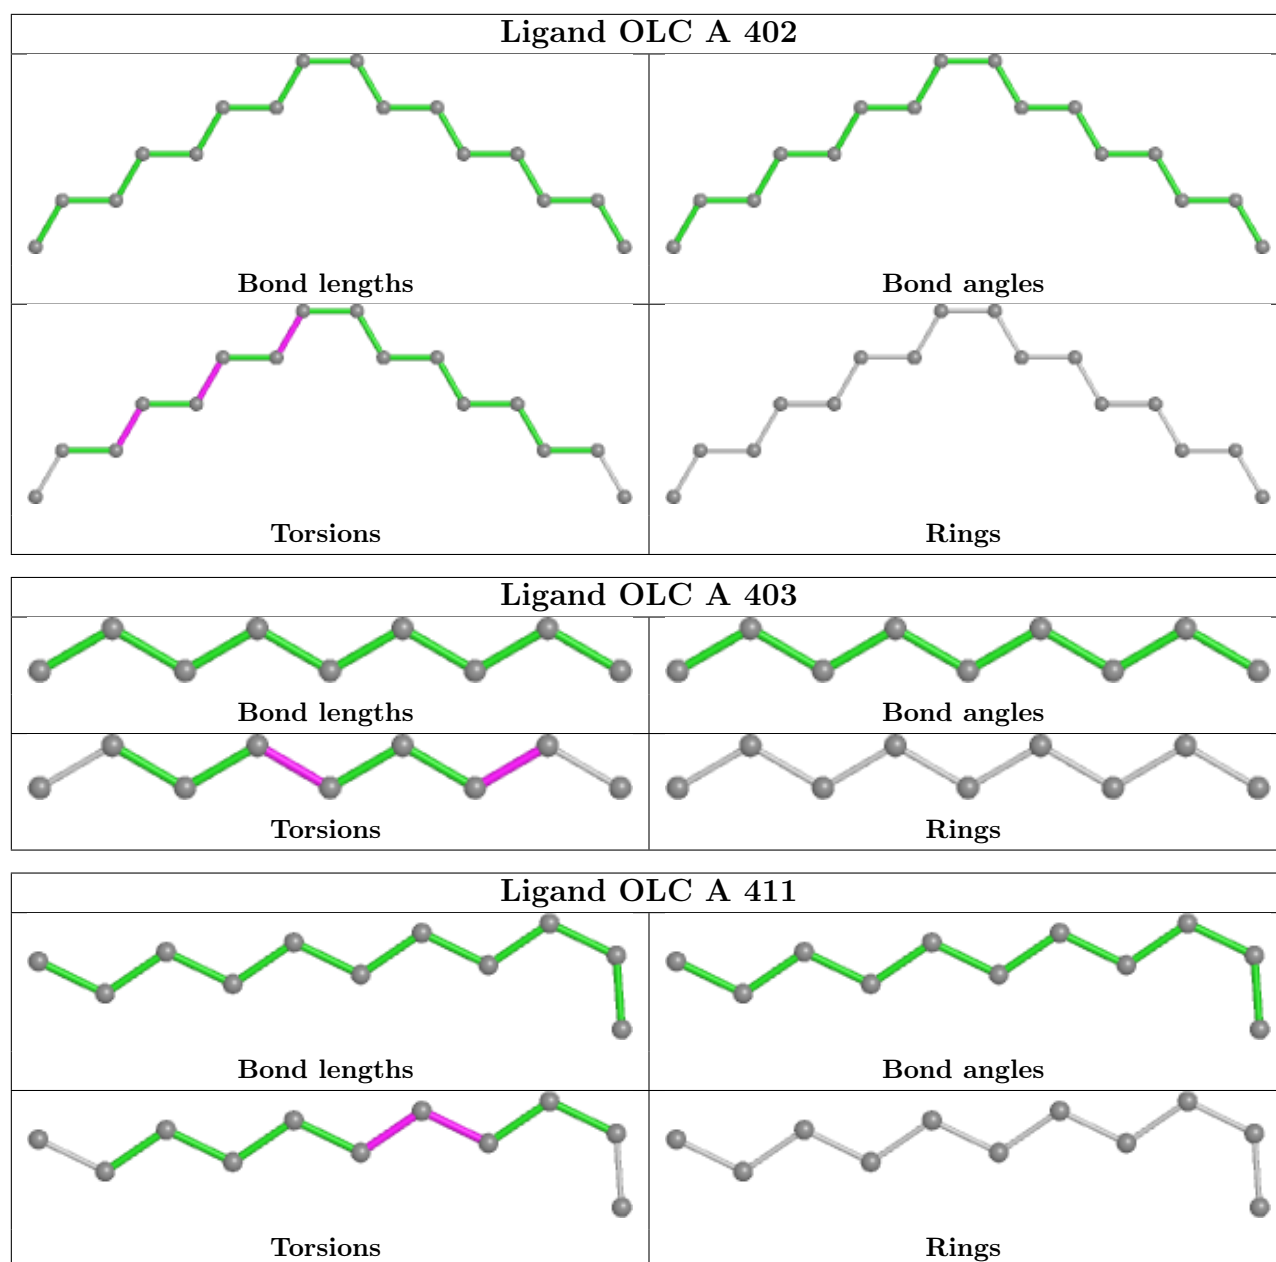 Ligand OLC A 402
Bond lengths
Bond angles
Torsions
Rings
Ligand OLC A 403
Bond lengths
Bond angles
Torsions
Rings
Ligand OLC A 411
Bond lengths
Bond angles
Torsions
Rings